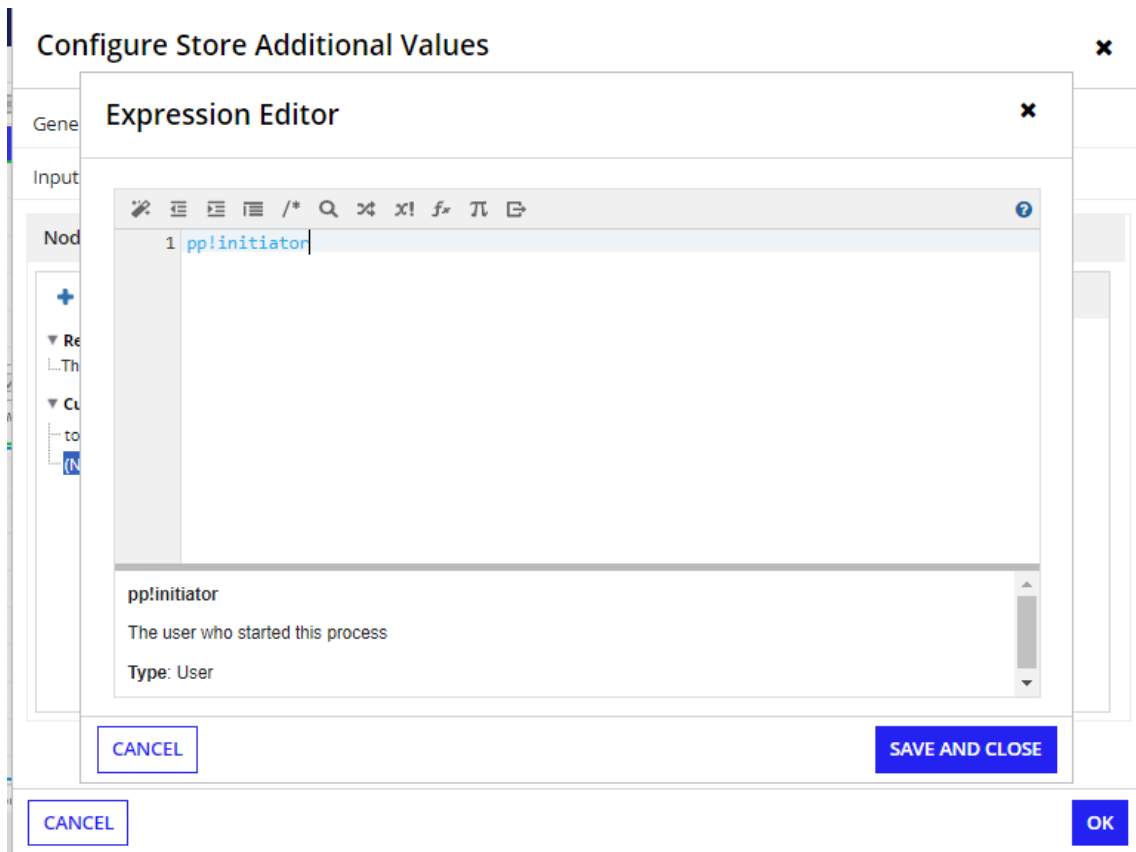 Configure Store Additional Values
Expression Editor
Gene
Input
/* x! π
Nod
1 pp!initiator
Re
Th
Cu
to
(N
pp!initiator
The user who started this process
Type: User
CANCEL
SAVE AND CLOSE
CANCEL
OK